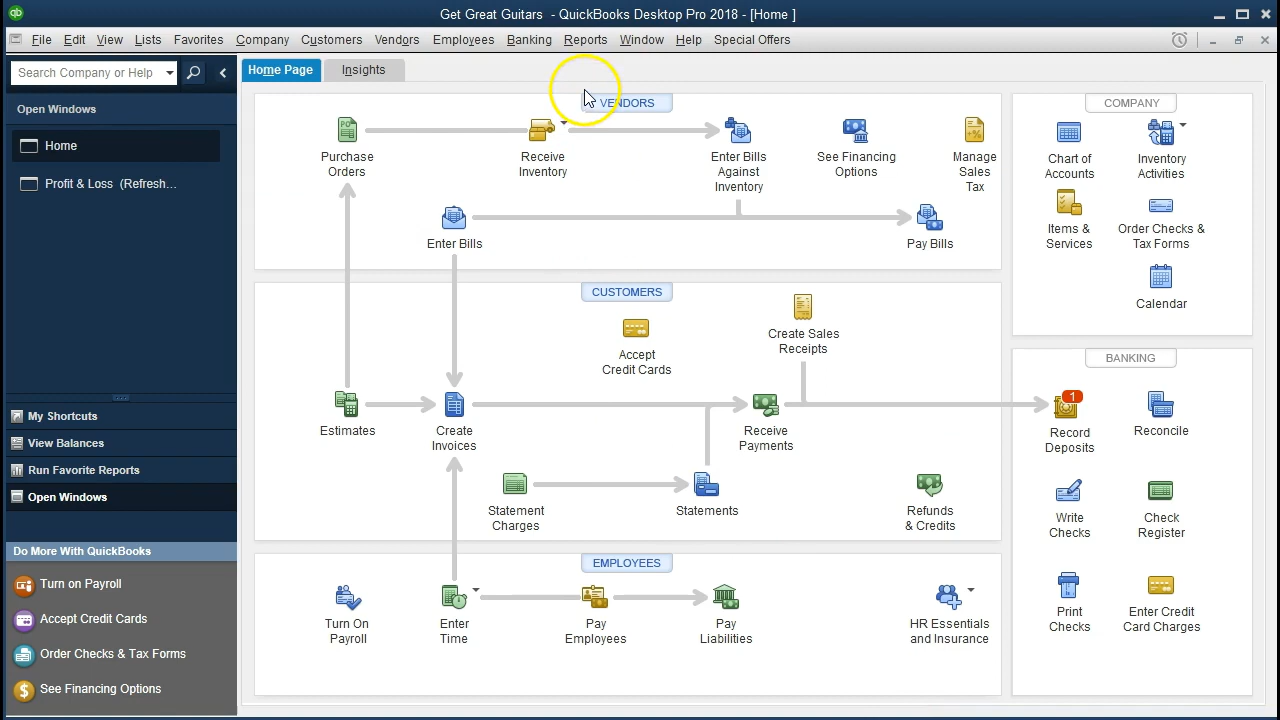 Get Great Guitars - QuickBooks Desktop Pro 2018 - [Home ]
File Edit View Lists Favorites Company Customers Vendors Employees Banking Reports Window Help Special Offers
Search Company or Help
Open Windows
Home
Profit & Loss (Refresh...
My Shortcuts
View Balances
Run Favorite Reports
Open Windows
Do More With QuickBooks
Turn on Payroll
Accept Credit Cards
Order Checks & Tax Forms
See Financing Options
Home Page
Insights
VENDORS
PO
Purchase
Orders
Receive
Inventory
Enter Bills
Against
Inventory
See Financing
Options
Manage
Sales
Tax
Enter Bills
Pay Bills
CUSTOMERS
Accept
Credit Cards
Create Sales
Receipts
Estimates
Create
Invoices
Receive
Payments
Statement
Charges
Statements
Refunds
& Credits
EMPLOYEES
Turn On
Payroll
Enter
Time
Pay
Employees
Pay
Liabilities
HR Essentials
and Insurance
COMPANY
Chart of
Accounts
Inventory
Activities
Items &
Services
Order Checks &
Tax Forms
Calendar
BANKING
1
Record
Deposits
Reconcile
Write
Checks
Check
Register
Print
Checks
Enter Credit
Card Charges